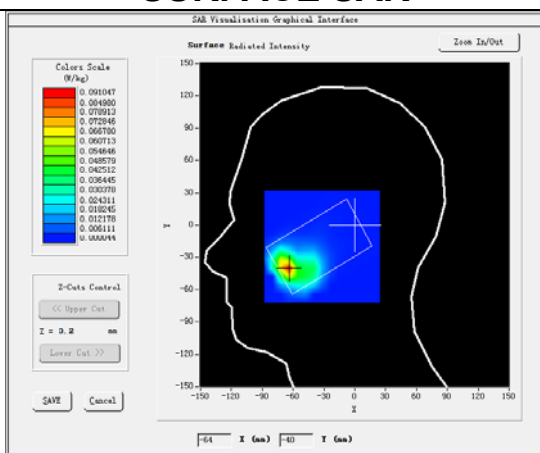 SURFACE SAR
SAR Visualisation Graphical Interface
Surface Radiated Intensity
Zoom In/Out
Colors Scale
(W/kg)
0.091047
0.084980
0.078913
0.072846
0.066780
0.060713
0.054646
0.048579
0.042512
0.036445
0.030378
0.024311
0.018245
0.012178
0.006111
0.000044
Z-Cuts Control
<< Upper Cut
Z = 3.2 mm
Lower Cut >>
SAVE Cancel
150
120
90
60
30
0
-30
-60
-90
-120
-150
Y
-150 -120 -90 -60 -30 0 30 60 90 120 150
X
-64 X (mm) -40 Y (mm)